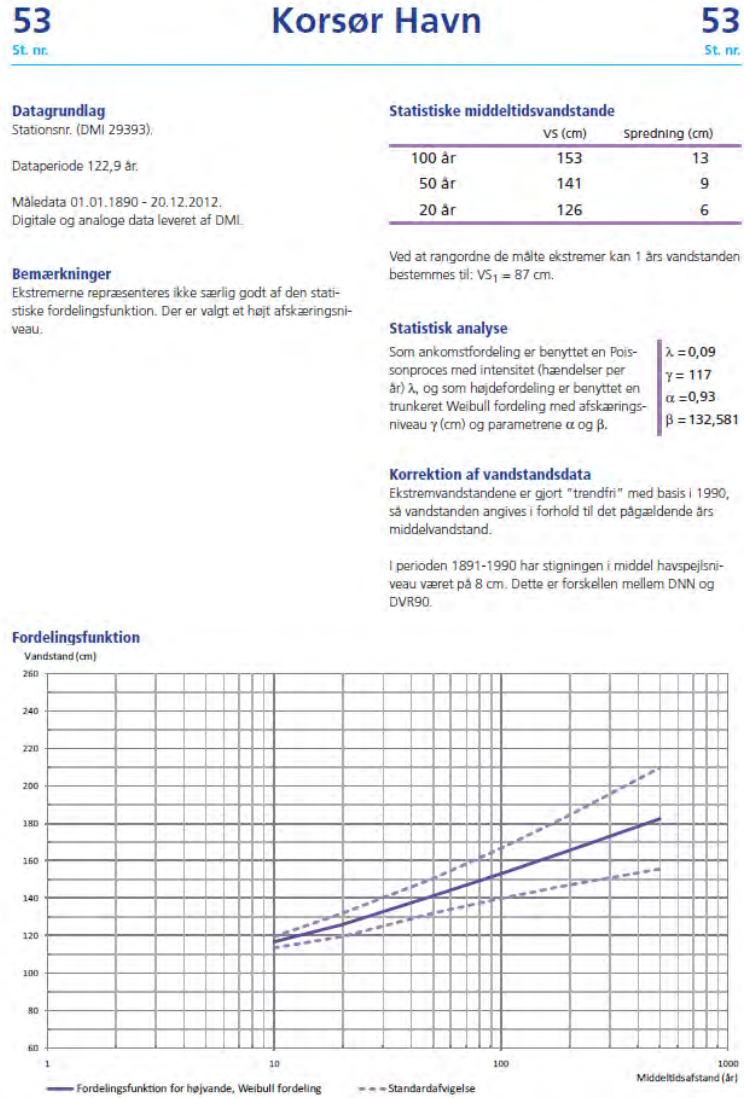 53 Korsør Havn 53
St. nr. St. nr.
Datagrundlag
Stationsnr. (DMI 29393).
Dataperiode 122,9 år.
Måledata 01.01.1890 - 20.12.2012.
Digitale og analoge data leveret af DMI.
Bemærkninger
Ekstremerne repræsenteres ikke særlig godt af den stati-
stiske fordelingsfunktion. Der er valgt et højt afskæringsni-
veau.
Statistiske middeltidsvandstande
VS (cm) Spredning (cm)
100 år 153 13
50 år 141 9
20 år 126 6
Ved at rangordne de målte ekstremer kan 1 års vandstanden
bestemmes til: VS1 = 87 cm.
Statistisk analyse
Som ankomstfordeling er benyttet en Pois-
sonproces med intensitet (hændelser per
år) λ, og som højdefordeling er benyttet en
trunkeret Weibull fordeling med afskærings-
niveau γ (cm) og parametrene α og β.
λ = 0,09
γ = 117
α = 0,93
β = 132,581
Korrektion af vandstandsdata
Ekstremvandstandene er gjort "trendfri" med basis i 1990,
så vandstanden angives i forhold til det pågældende års
middelvandstand.
I perioden 1891-1990 har stigningen i middel havspejlsni-
veau været på 8 cm. Dette er forskellen mellem DNN og
DVR90.
Fordelingsfunktion
Vandstand (cm)
260
240
220
200
180
160
140
120
100
80
60
1 10 100 1000
Middeltidsafstand (år)
Fordelingsfunktion for højvande, Weibull fordeling Standardafvigelse